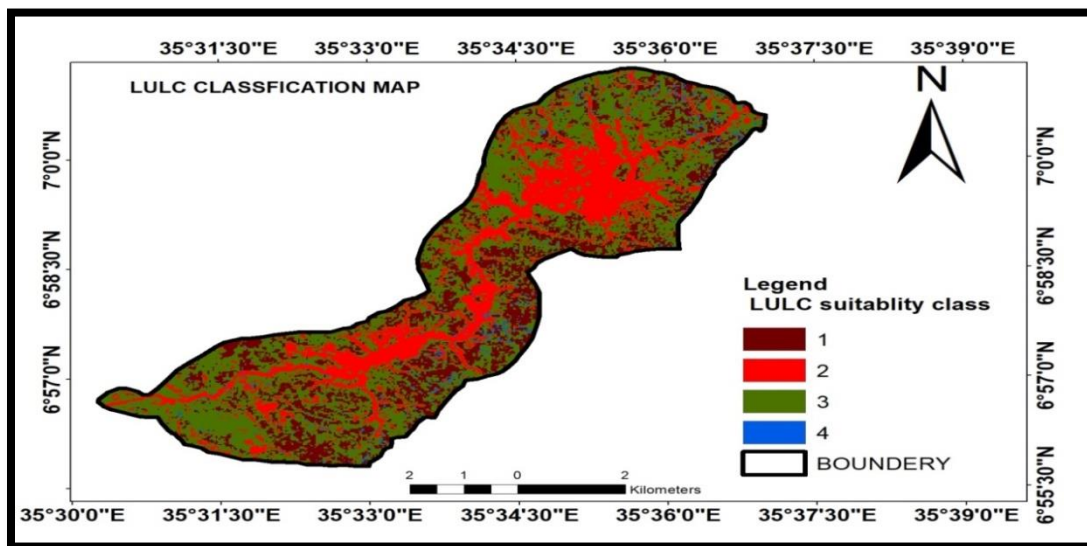 35°31'30"E 35°33'0"E 35°34'30"E 35°36'0"E 35°37'30"E 35°39'0"E
LULC CLASSFICATION MAP
N
7°0'0"N 7°0'0"N
6°58'30"N 6°58'30"N
6°57'0"N 6°57'0"N
6°55'30"N
Legend
LULC suitablity class
1
2
3
4
BOUNDERY
2 1 0 2
Kilometers
35°30'0"E 35°31'30"E 35°33'0"E 35°34'30"E 35°36'0"E 35°37'30"E 35°39'0"E